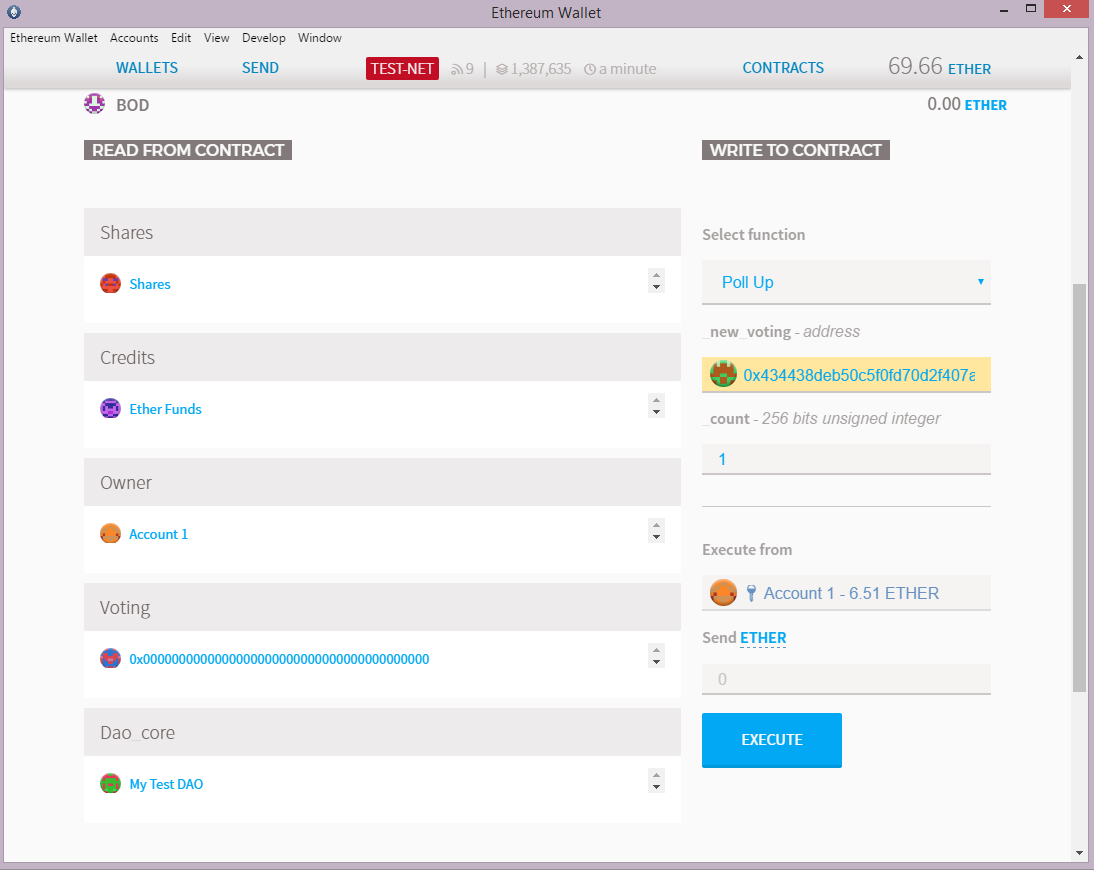 Ethereum Wallet
Ethereum Wallet Accounts Edit View Develop Window
WALLETS SEND TEST-NET 9 | 1,387,635 a minute CONTRACTS 69.66 ETHER
BOD 0.00 ETHER
READ FROM CONTRACT
Shares
Shares
Credits
Ether Funds
Owner
Account 1
Voting
0x0000000000000000000000000000000000000000
Dao_core
My Test DAO
WRITE TO CONTRACT
Select function
Poll Up
_new_voting - address
0x434438deb50c5f0fd70d2f407a
_count - 256 bits unsigned integer
1
Execute from
Account 1 - 6.51 ETHER
Send ETHER
0
EXECUTE